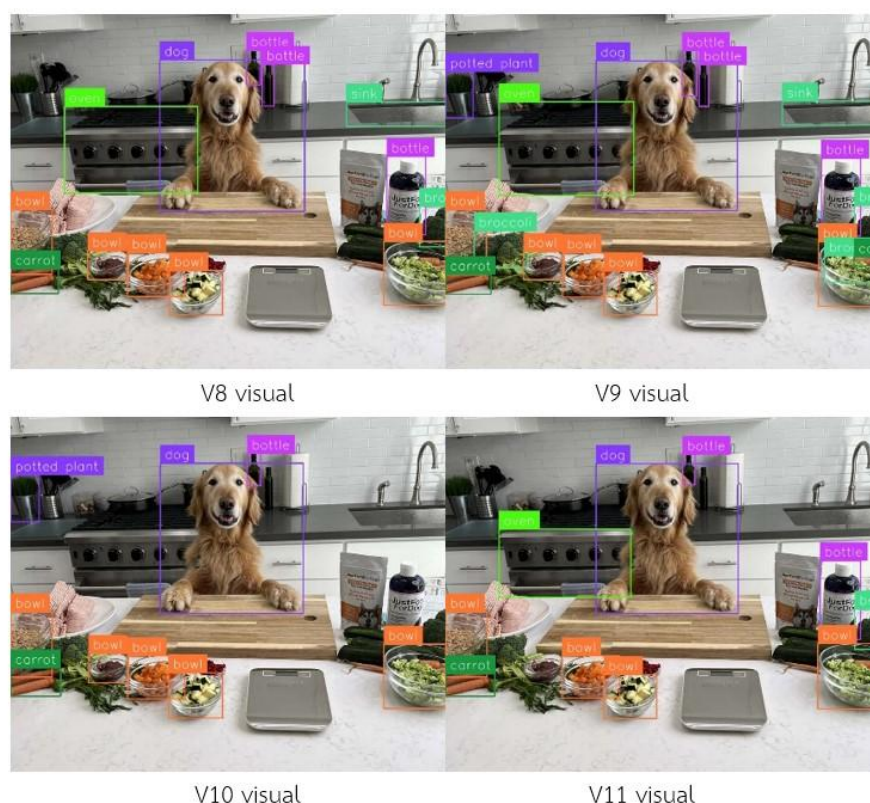 dog
bottle
bottle
oven
sink
bottle
bro
bowl
bowl
bowl
bowl
bowl
carrot
V8 visual
potted plant
dog
bottle
bottle
oven
sink
bottle
bowl
broccoli
bowl
bowl
bowl
bowl
carrot
V9 visual
potted plant
dog
bottle
bowl
bowl
bowl
bowl
bowl
carrot
V10 visual
dog
bottle
oven
bottle
bowl
bowl
bowl
bowl
carrot
V11 visual